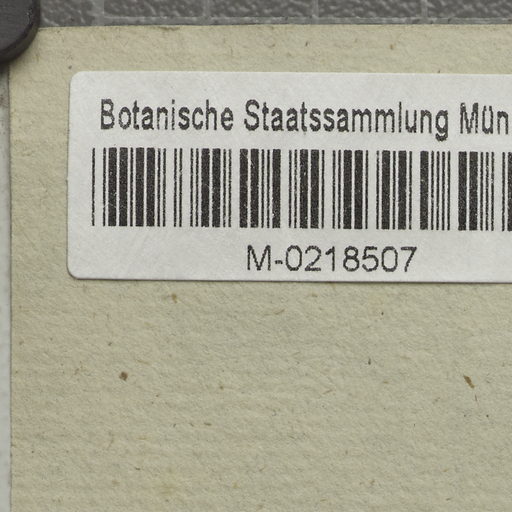 Botanische Staatssammlung Mün
M-0218507